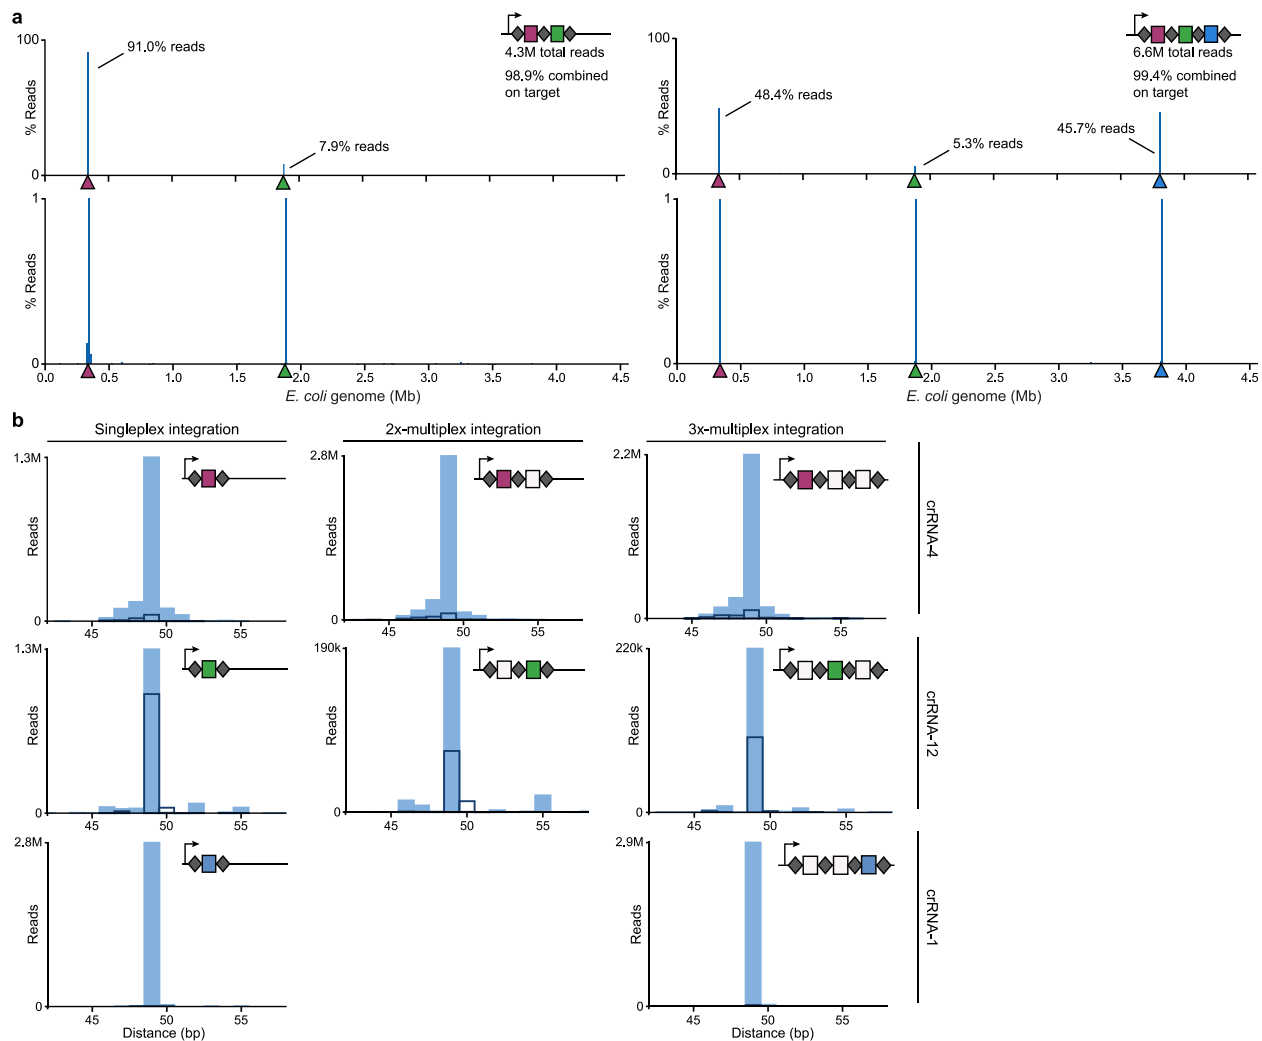 a
100
% Reads
0
91.0% reads
7.9% reads
4.3M total reads
98.9% combined
on target
1
% Reads
0
0.0 0.5 1.0 1.5 2.0 2.5 3.0 3.5 4.0 4.5
E. coli genome (Mb)
100
% Reads
0
48.4% reads
5.3% reads
45.7% reads
6.6M total reads
99.4% combined
on target
1
% Reads
0
0.0 0.5 1.0 1.5 2.0 2.5 3.0 3.5 4.0 4.5
E. coli genome (Mb)
b
Singleplex integration
2x-multiplex integration
3x-multiplex integration
1.3M
Reads
0
45 50 55
2.8M
Reads
0
45 50 55
2.2M
Reads
0
45 50 55
crRNA-4
1.3M
Reads
0
45 50 55
190k
Reads
0
45 50 55
220k
Reads
0
45 50 55
crRNA-12
2.8M
Reads
0
45 50 55
Distance (bp)
2.9M
Reads
0
45 50 55
Distance (bp)
crRNA-1